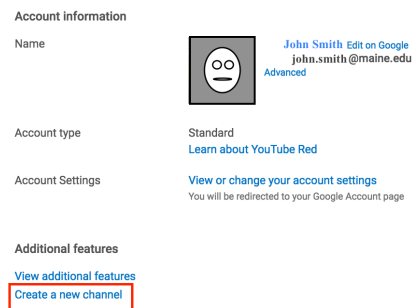 Account information
Name
John Smith Edit on Google
john.smith@maine.edu
Advanced
Account type
Standard
Learn about YouTube Red
Account Settings
View or change your account settings
You will be redirected to your Google Account page
Additional features
View additional features
Create a new channel